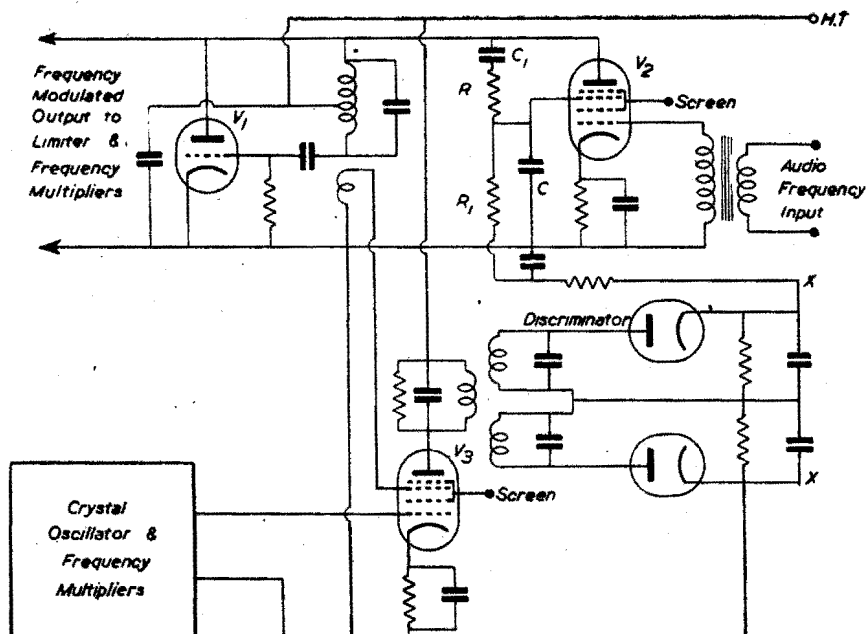 H.T
Frequency
Modulated
Output to
Limiter &
Frequency
Multipliers
V1
C1
R
V2
Screen
C
R1
Audio
Frequency
Input
X
Discriminator
V3
Screen
X
Crystal
Oscillator &
Frequency
Multipliers